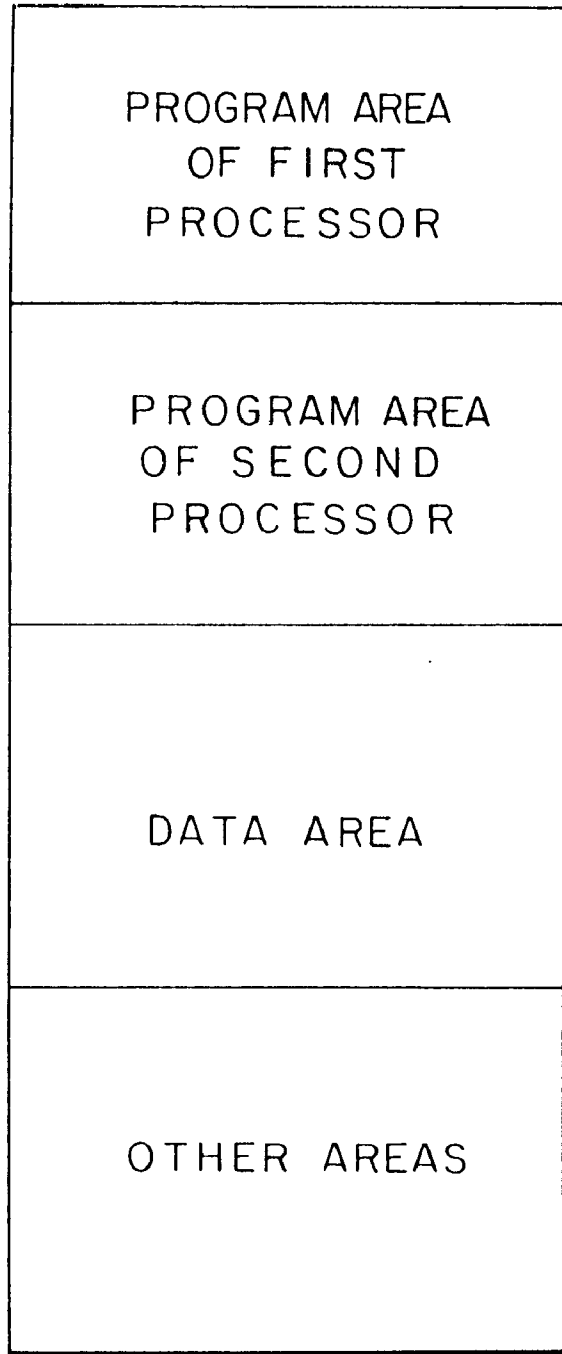 PROGRAM AREA
OF FIRST
PROCESSOR
PROGRAM AREA
OF SECOND
PROCESSOR
DATA AREA
OTHER AREAS